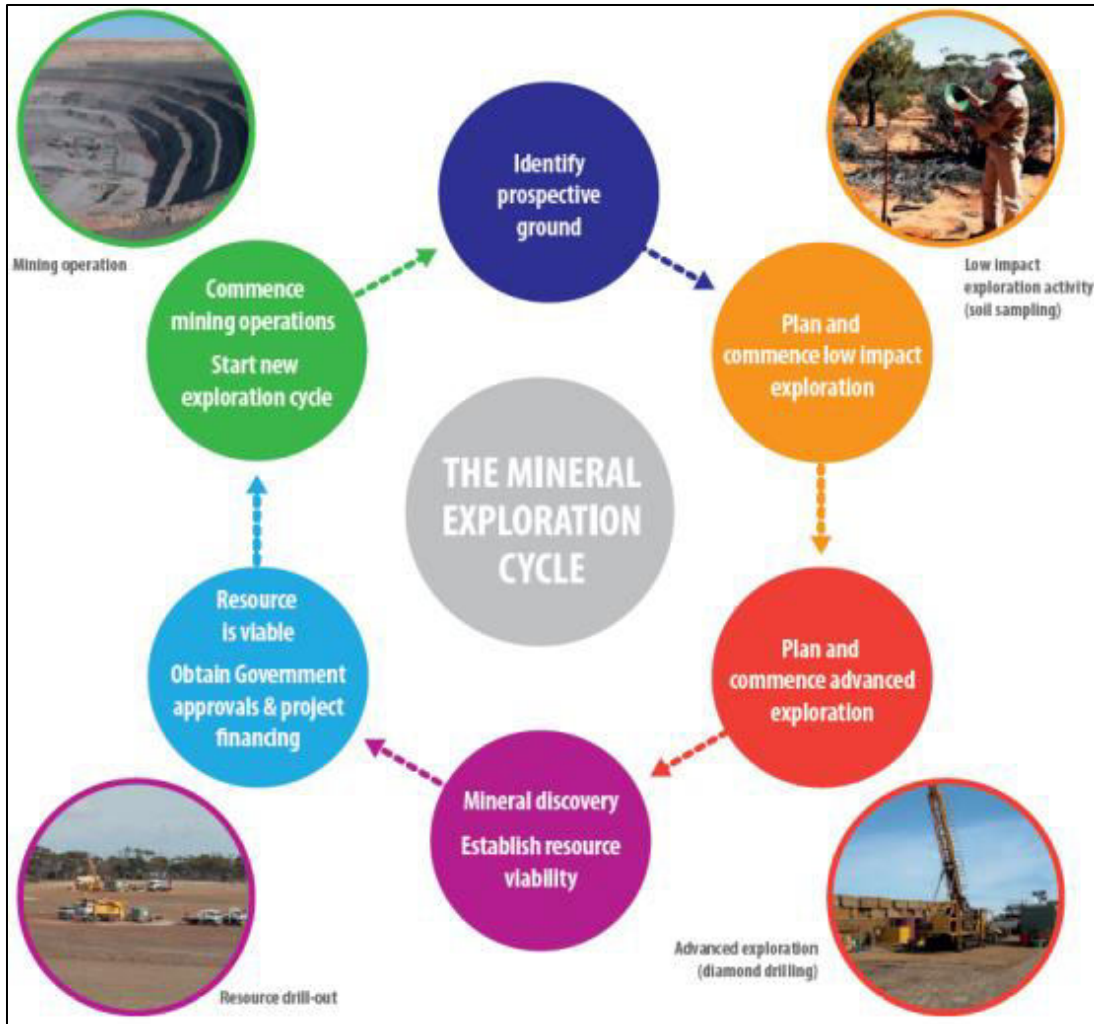 Identify
prospective
ground
Commence
mining operations
Start new
exploration cycle
Mining operation
Low impact
exploration activity
(soil sampling)
Plan and
commence low impact
exploration
THE MINERAL
EXPLORATION
CYCLE
Resource
is viable
Obtain Government
approvals & project
financing
Plan and
commence advanced
exploration
Mineral discovery
Establish resource
viability
Advanced exploration
(diamond drilling)
Resource drill-out